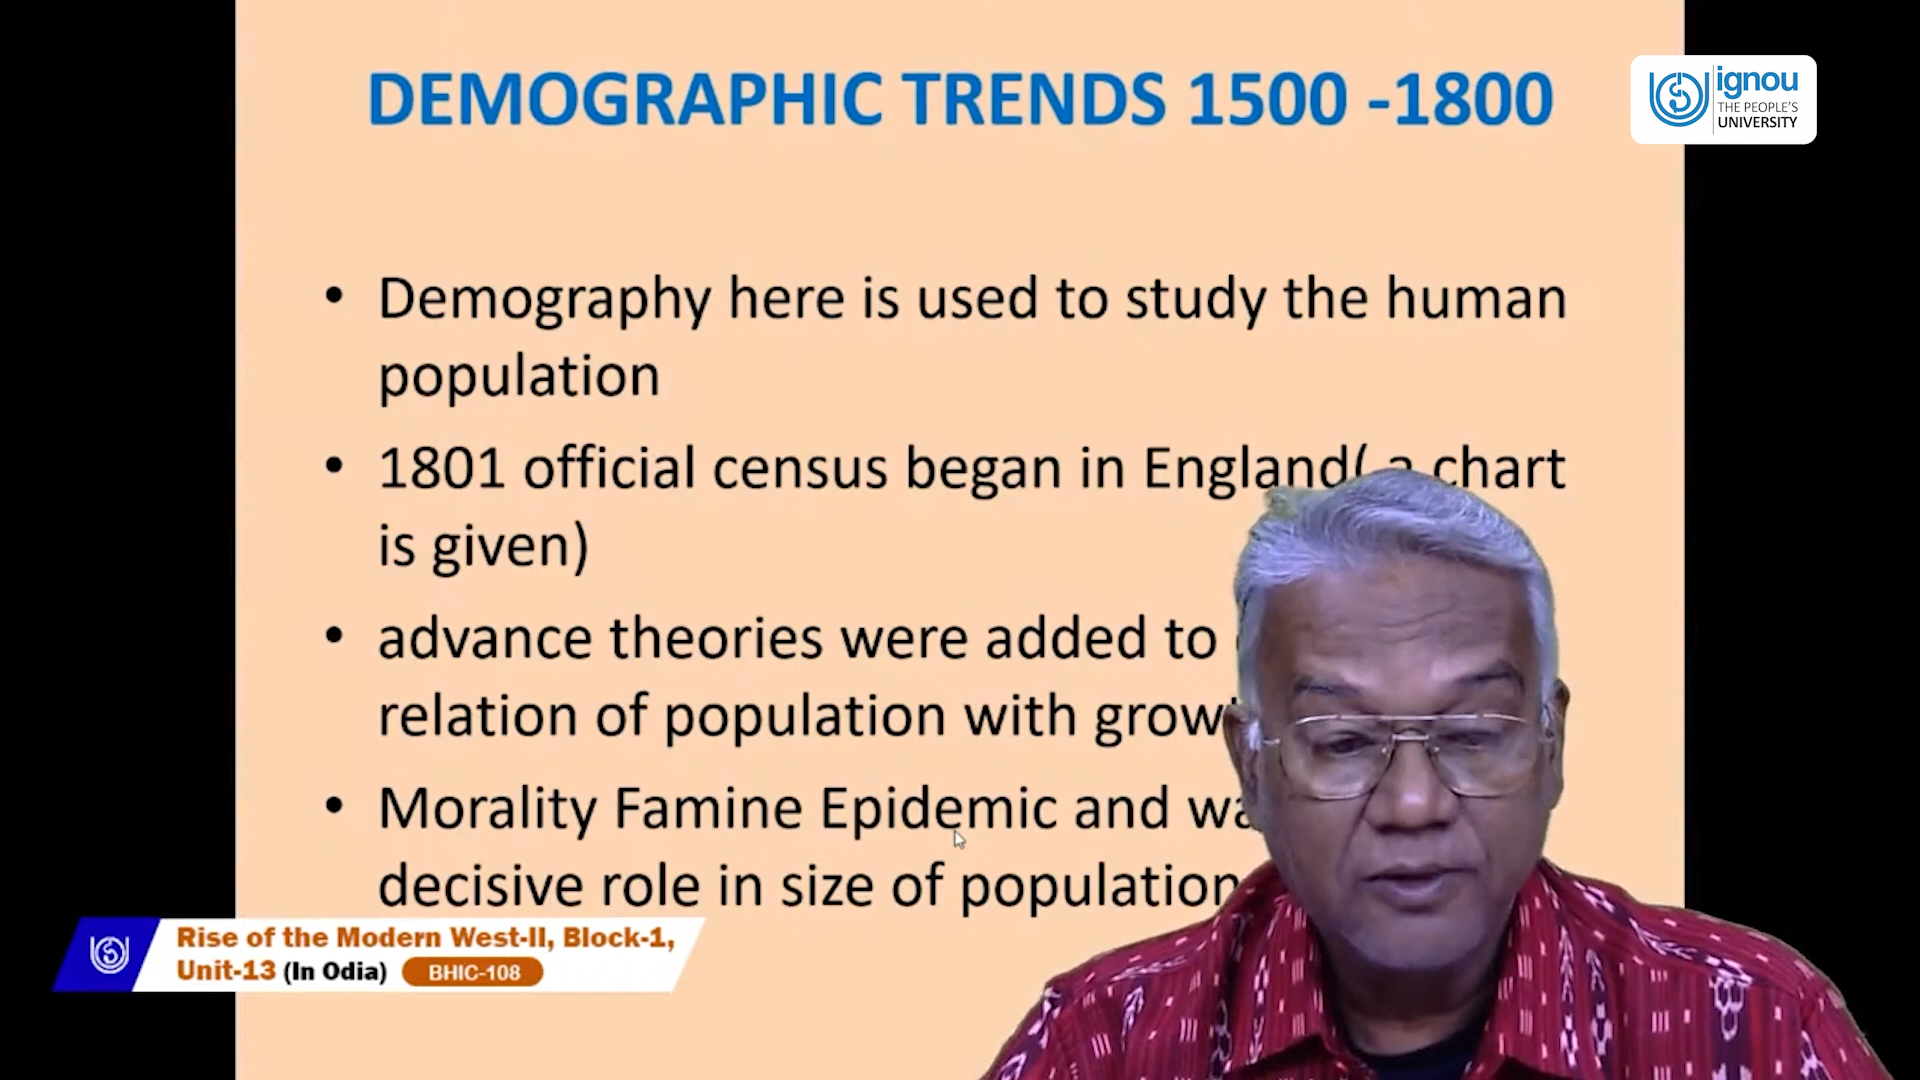 DEMOGRAPHIC TRENDS 1500 -1800
ignou
THE PEOPLE'S
UNIVERSITY
• Demography here is used to study the human
population
• 1801 official census began in England( a chart
is given)
• advance theories were added to
relation of population with
• Morality Famine Epidemic and
decisive role in size of population
Rise of the Modern West-II, Block-1,
Unit-13 (In Odia) BHIC-108